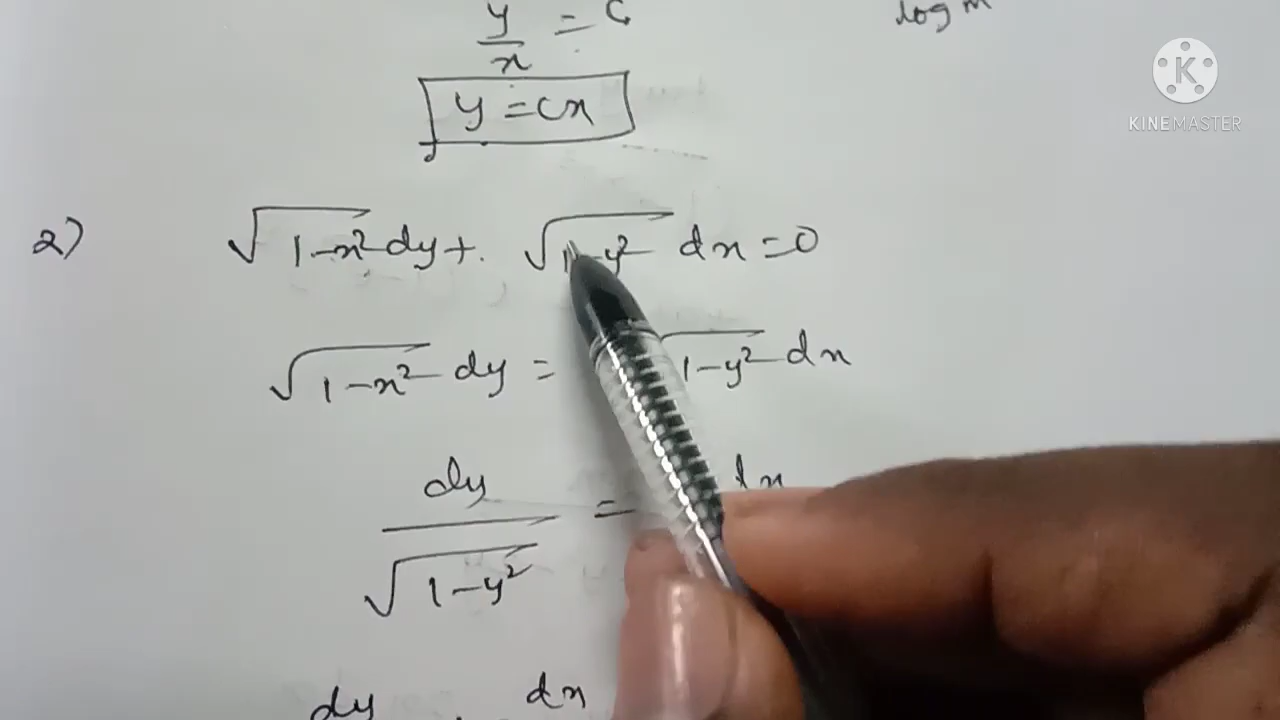 y/x = C
log m
K
KINEMASTER
y = cx
2) √1-x² dy + √1-y² dx = 0
√1-x² dy = √1-y² dx
dy/√1-y² = dx
dy dx